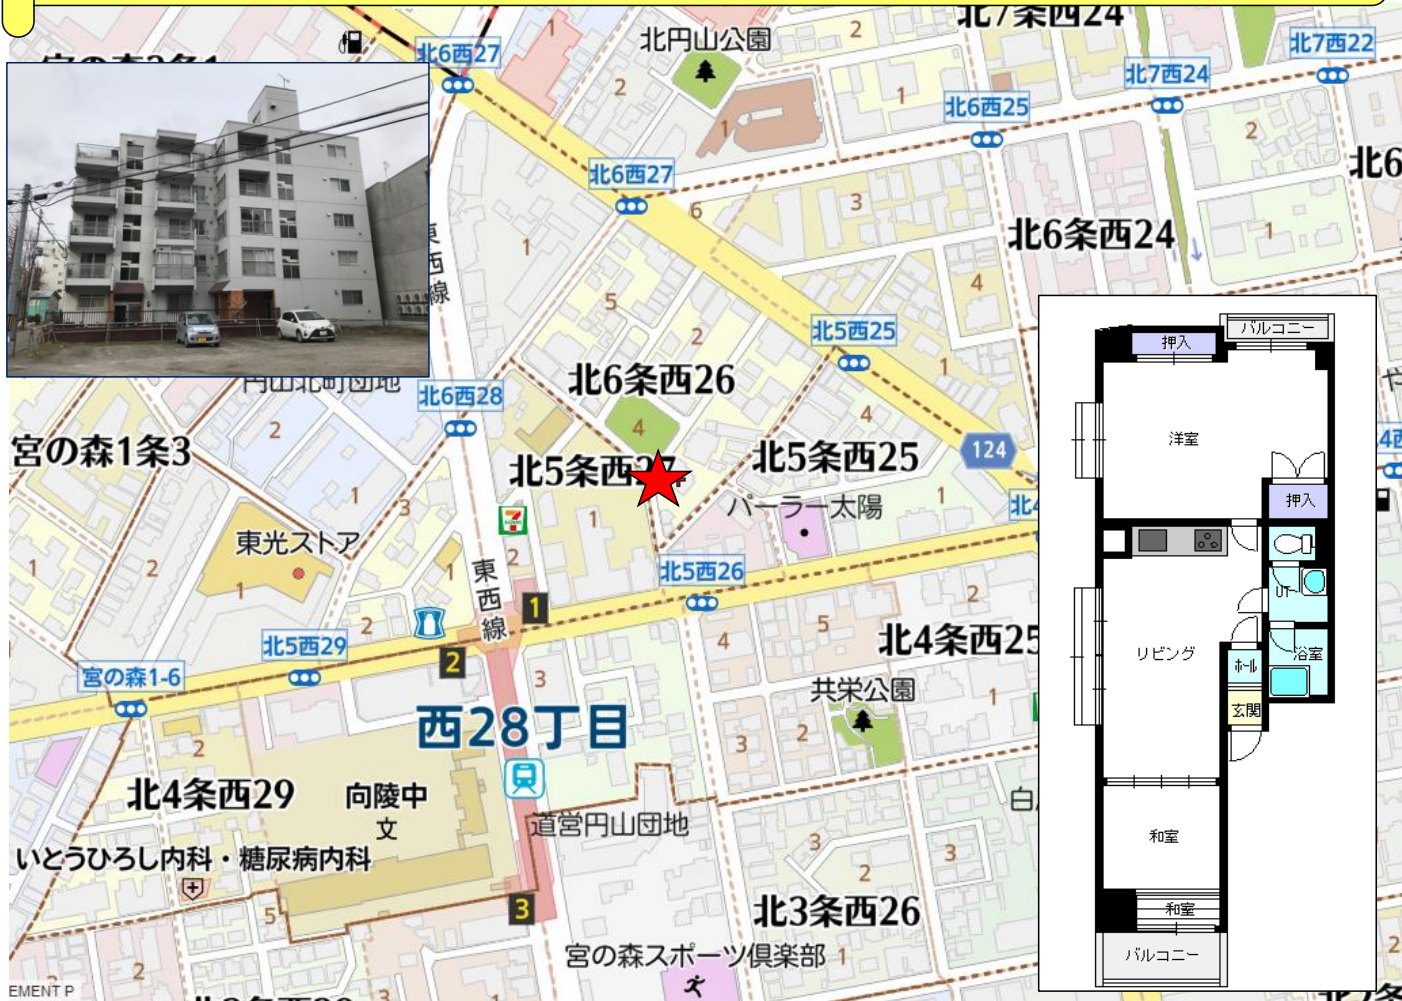 北7条西24
北円山公園
北6西27
北7西22
北7西24
北6西25
北6西27
北6条西24
東西線
北5西25
円山北町団地
北6西28
北6条西26
宮の森1条3
北5条西27
北5条西25
124
パーラー太陽
東光ストア
東西線
北5西26
1
2
北5西29
宮の森1-6
北4条西25
共栄公園
西28丁目
北4条西29
向陵中
文
道営円山団地
いとうひろし内科・糖尿病内科
3
北3条西26
宮の森スポーツ倶楽部
EMENT P
バルコニー
押入
洋室
押入
UT
リビング
ホール
浴室
玄関
和室
和室
バルコニー